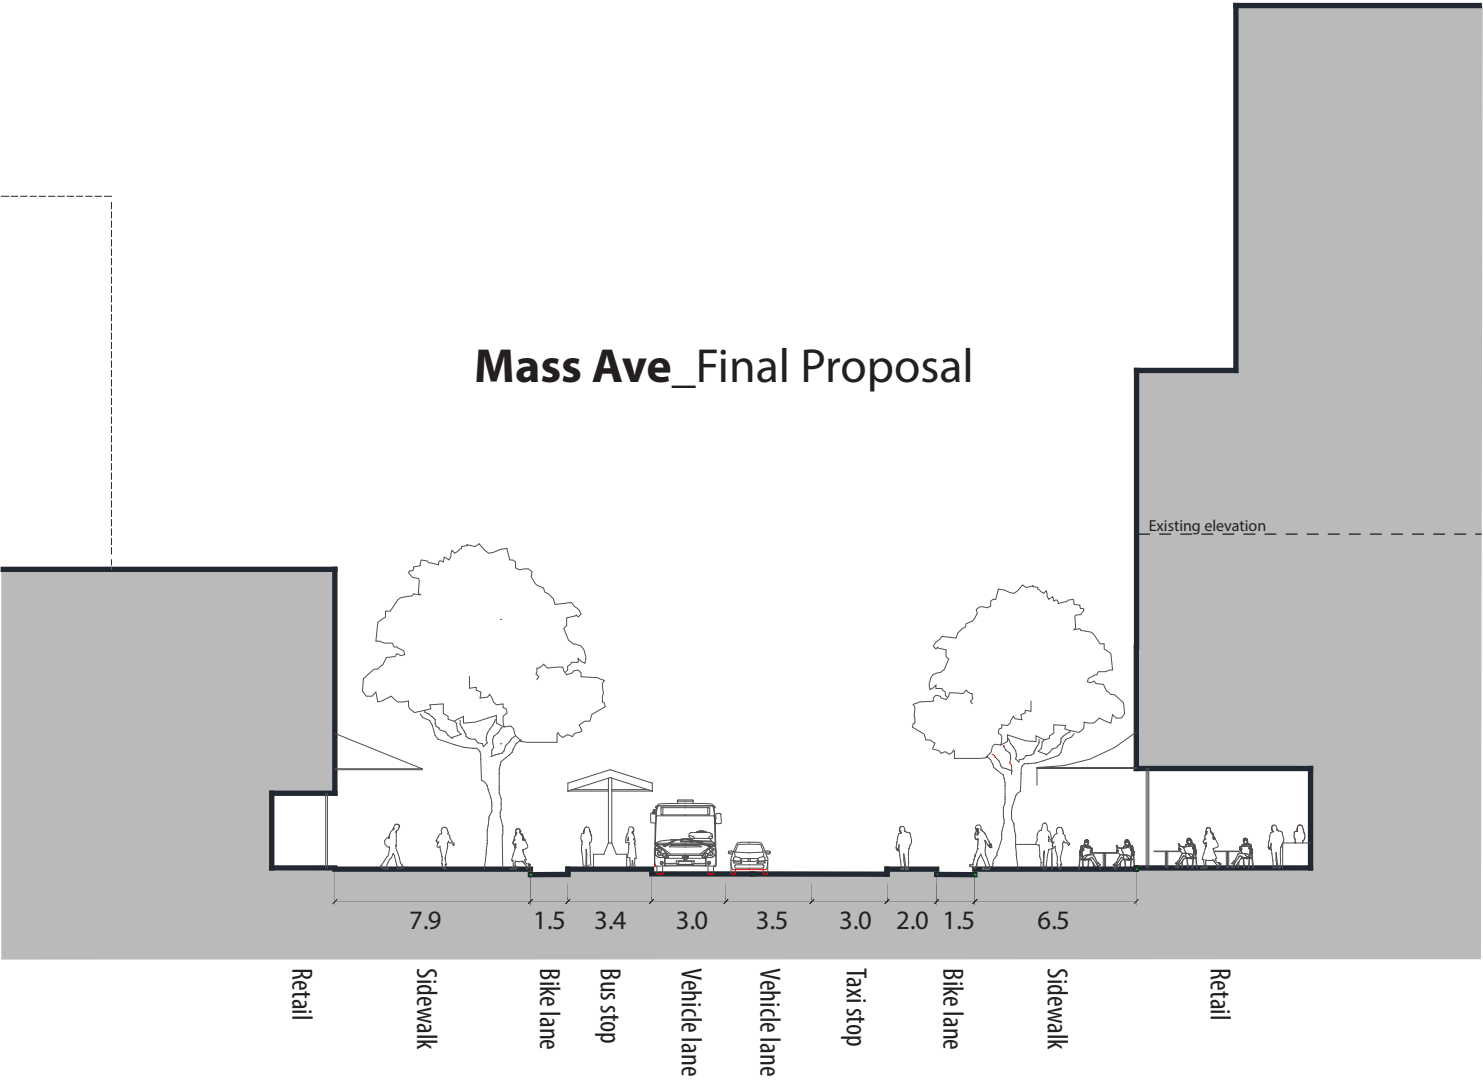 Mass Ave_Final Proposal
Existing elevation
7.9 1.5 3.4 3.0 3.5 3.0 2.0 1.5 6.5
Retail
Sidewalk
Bike lane
Bus stop
Vehicle lane
Vehicle lane
Taxi stop
Bike lane
Sidewalk
Retail